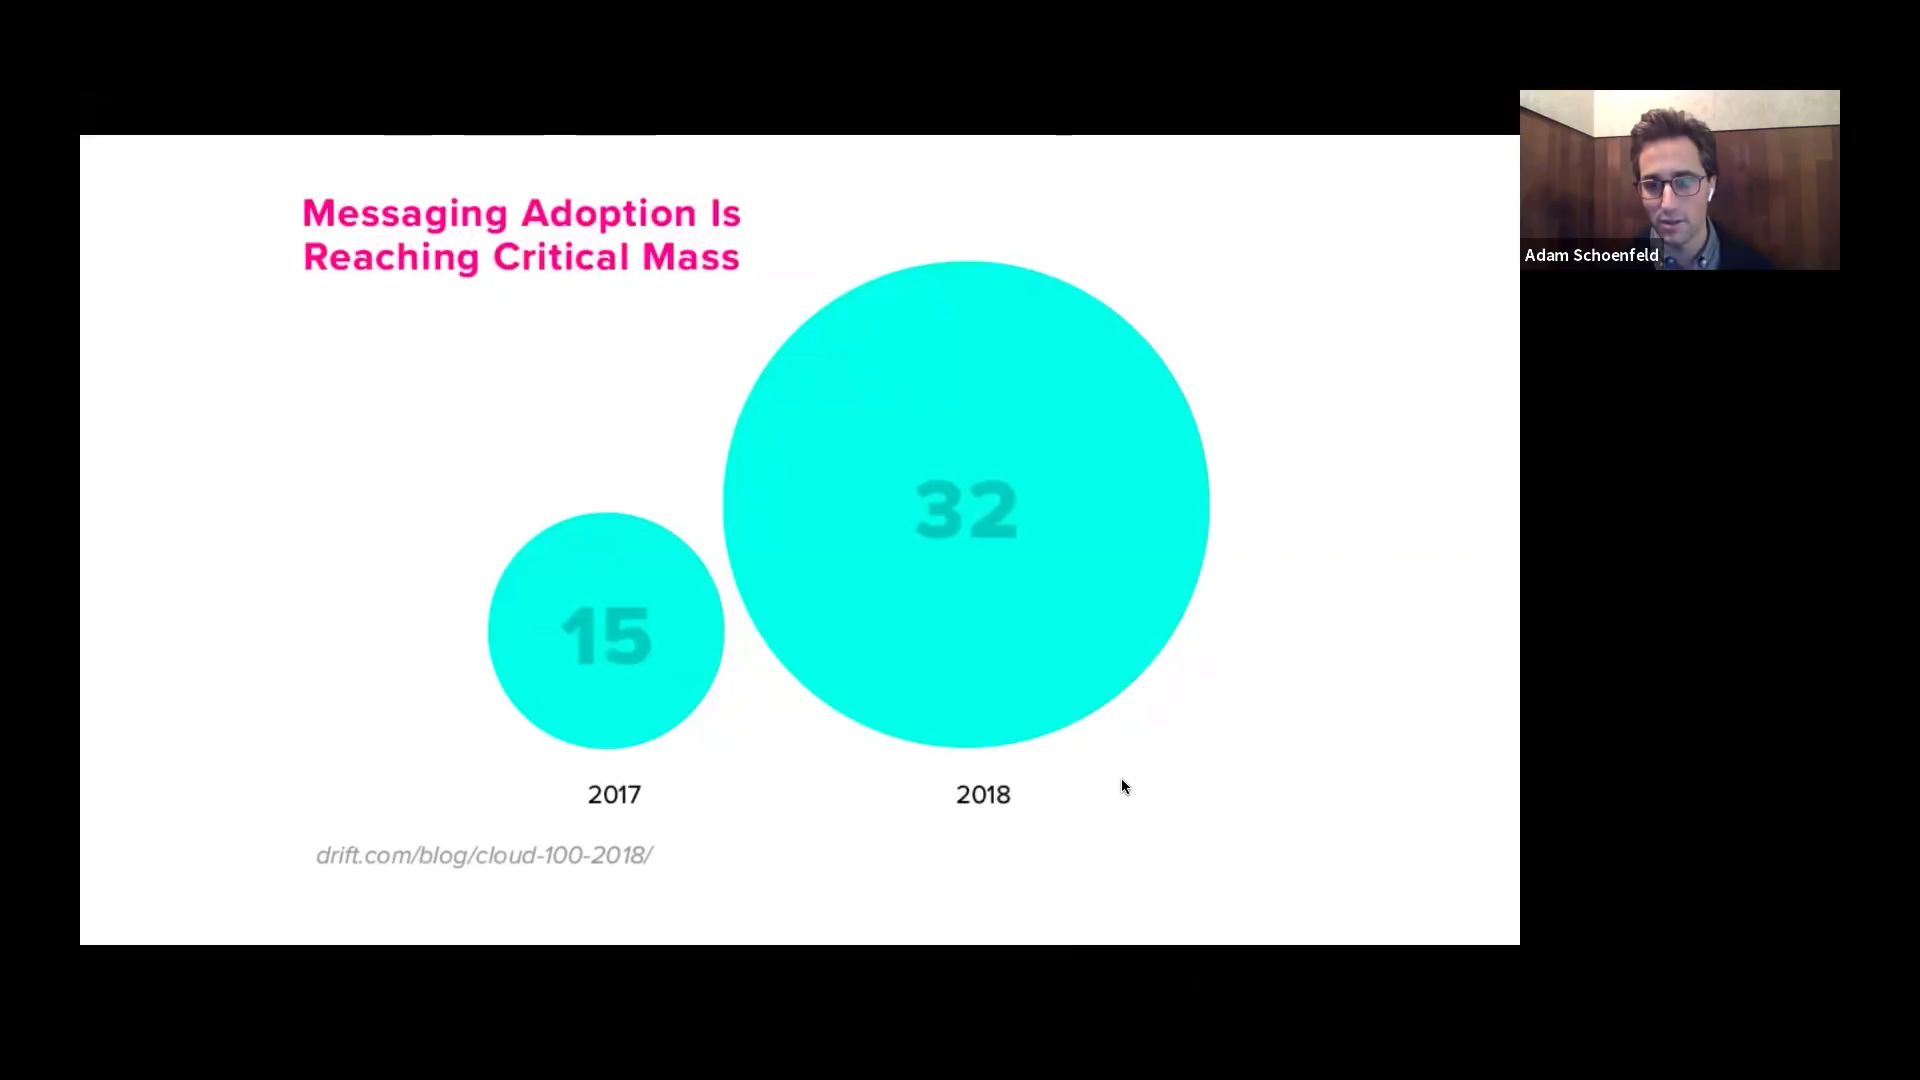 Messaging Adoption Is
Reaching Critical Mass
32
15
2017
2018
drift.com/blog/cloud-100-2018/
Adam Schoenfeld